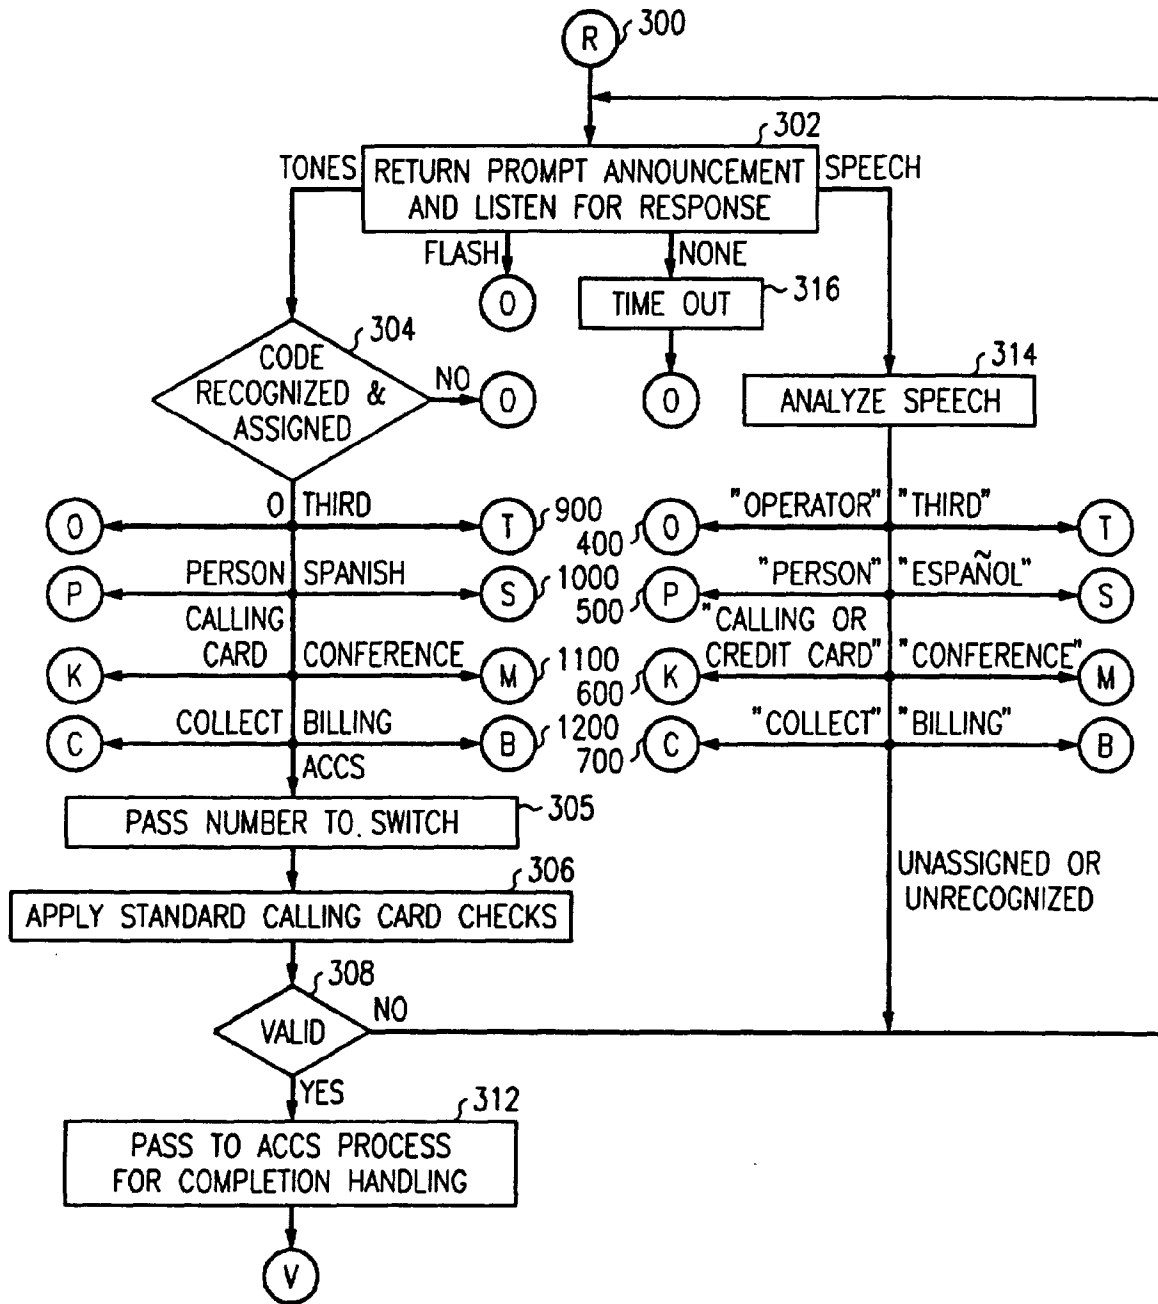 R 300
302
TONES RETURN PROMPT ANNOUNCEMENT SPEECH
AND LISTEN FOR RESPONSE
FLASH NONE
O TIME OUT 316
304
CODE
RECOGNIZED &
ASSIGNED
NO O O
314
ANALYZE SPEECH
O O THIRD T 900
400 O "OPERATOR" "THIRD" T
P PERSON SPANISH S 1000
500 P "PERSON" "ESPAÑOL" S
CALLING
CARD
K CONFERENCE M 1100
600 K "CALLING OR
CREDIT CARD" "CONFERENCE" M
C COLLECT BILLING B 1200
700 C "COLLECT" "BILLING" B
ACCS
PASS NUMBER TO. SWITCH 305
306
APPLY STANDARD CALLING CARD CHECKS
UNASSIGNED OR
UNRECOGNIZED
308
VALID NO
YES
312
PASS TO ACCS PROCESS
FOR COMPLETION HANDLING
V